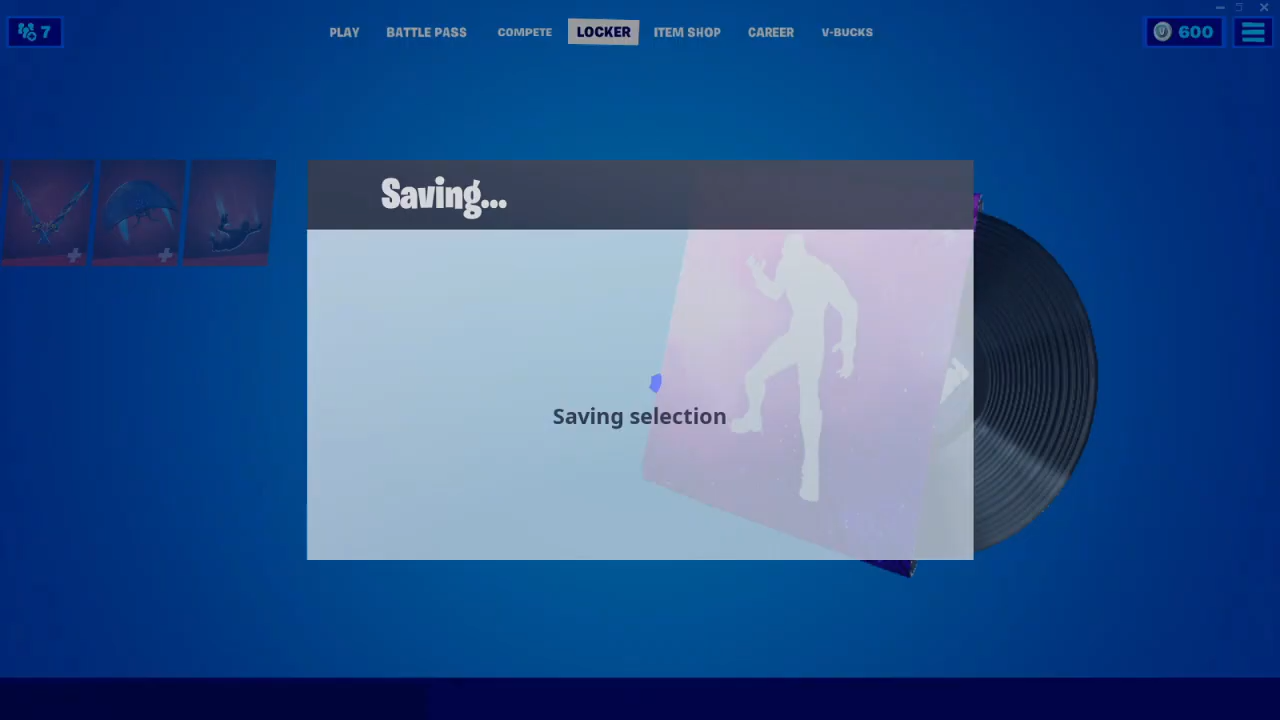 7
PLAY
BATTLE PASS
COMPETE
LOCKER
ITEM SHOP
CAREER
V-BUCKS
600
Saving...
Saving selection